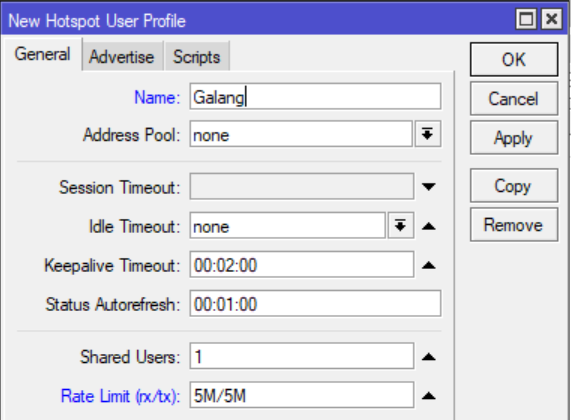 New Hotspot User Profile
General Advertise Scripts
Name: Galang
Address Pool: none
Session Timeout:
Idle Timeout: none
Keepalive Timeout: 00:02:00
Status Autorefresh: 00:01:00
Shared Users: 1
Rate Limit (rx/tx): 5M/5M
OK
Cancel
Apply
Copy
Remove